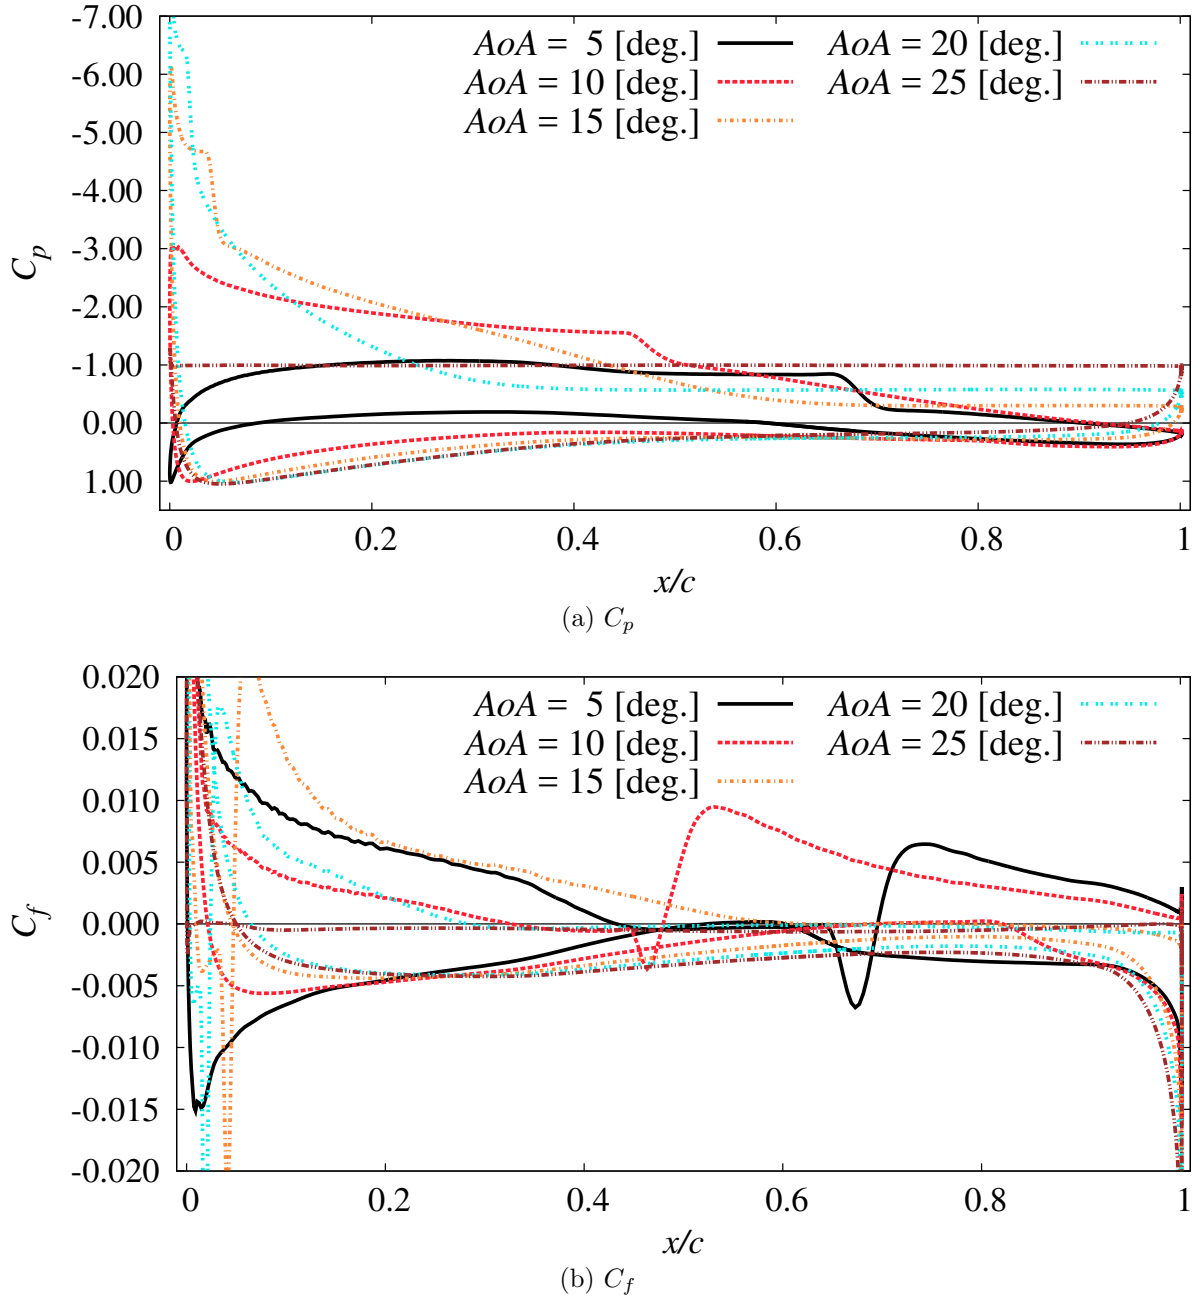 -7.00
-6.00
-5.00
-4.00
-3.00
-2.00
-1.00
0.00
1.00
C_p
AoA = 5 [deg.]
AoA = 10 [deg.]
AoA = 15 [deg.]
AoA = 20 [deg.]
AoA = 25 [deg.]
0 0.2 0.4 0.6 0.8 1
x/c
(a) C_p
0.020
0.015
0.010
0.005
0.000
-0.005
-0.010
-0.015
-0.020
C_f
AoA = 5 [deg.]
AoA = 10 [deg.]
AoA = 15 [deg.]
AoA = 20 [deg.]
AoA = 25 [deg.]
0 0.2 0.4 0.6 0.8 1
x/c
(b) C_f